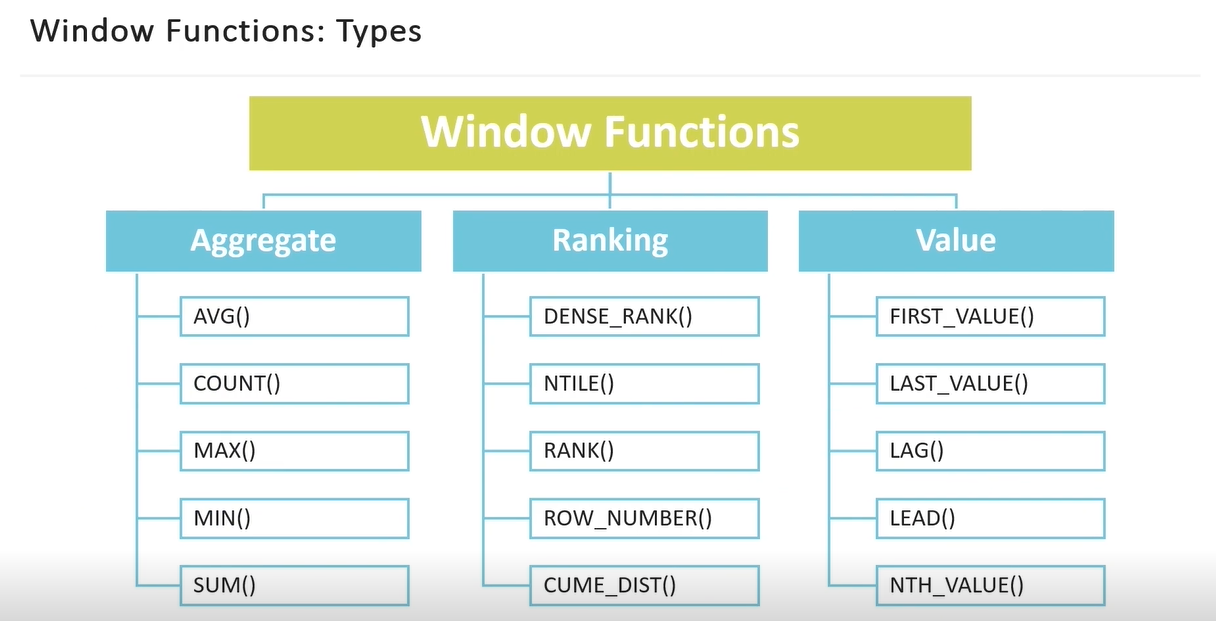 Window Functions: Types
Window Functions
Aggregate
AVG()
COUNT()
MAX()
MIN()
SUM()
Ranking
DENSE_RANK()
NTILE()
RANK()
ROW_NUMBER()
CUME_DIST()
Value
FIRST_VALUE()
LAST_VALUE()
LAG()
LEAD()
NTH_VALUE()